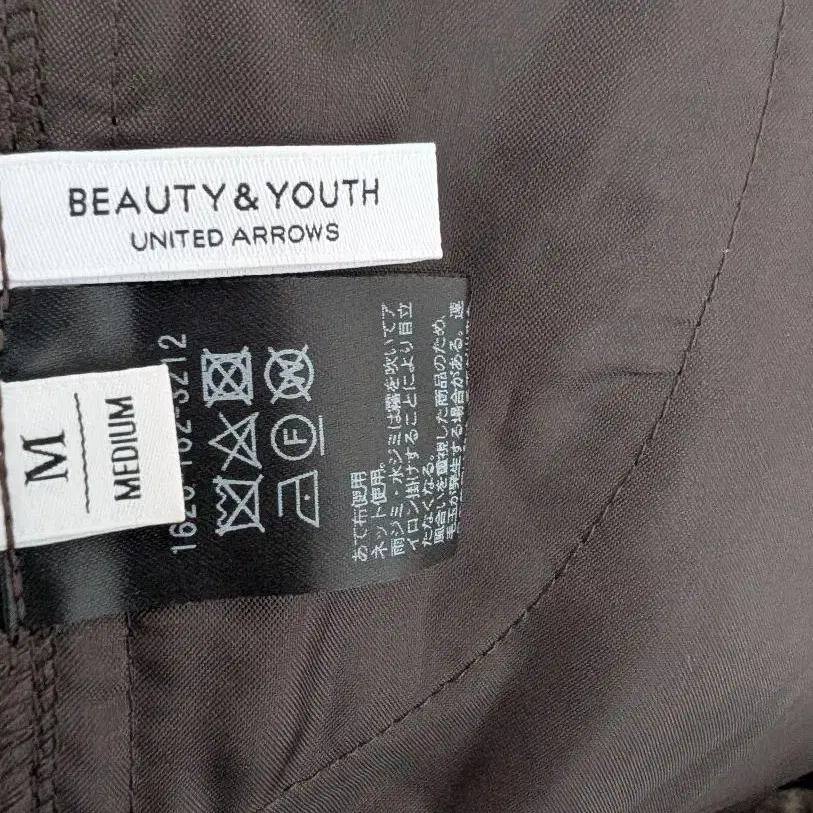 BEAUTY&YOUTH
UNITED ARROWS
M
MEDIUM
F
あて布使用
ネット使用。
雨ジミ・水ジミは霧を吹いてア
イロン掛けすることにより目立
たなくなる。
風合いを重視した商品のため、
毛玉が発生する場合がある。